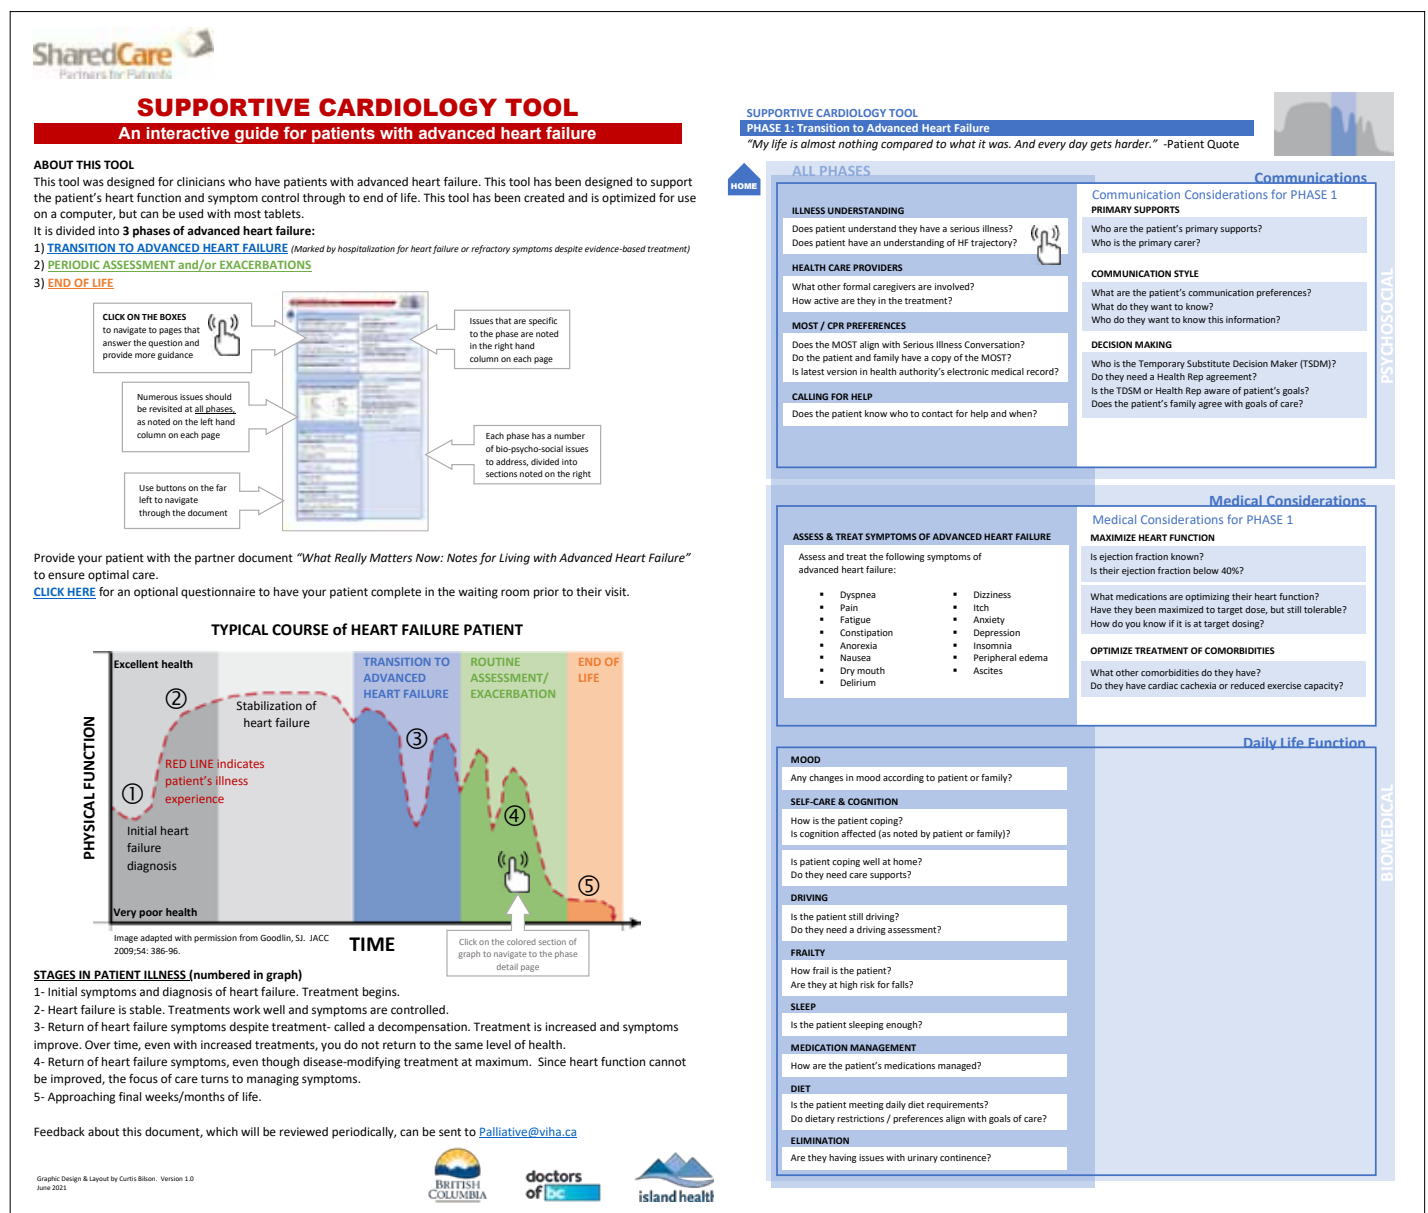 SharedCare
Partners for Patients
SUPPORTIVE CARDIOLOGY TOOL
An interactive guide for patients with advanced heart failure
ABOUT THIS TOOL
This tool was designed for clinicians who have patients with advanced heart failure. This tool has been designed to support
the patient's heart function and symptom control through to end of life. This tool has been created and is optimized for use
on a computer, but can be used with most tablets.
It is divided into 3 phases of advanced heart failure:
1) TRANSITION TO ADVANCED HEART FAILURE (Marked by hospitalization for heart failure or refractory symptoms despite evidence-based treatment)
2) PERIODIC ASSESSMENT and/or EXACERBATIONS
3) END OF LIFE
CLICK ON THE BOXES
to navigate to pages that
answer the question and
provide more guidance
Issues that are specific
to the phase are noted
in the right hand
column on each page
Numerous issues should
be revisited at all phases,
as noted on the left hand
column on each page
Each phase has a number
of bio-psycho-social issues
to address, divided into
sections noted on the right
Use buttons on the far
left to navigate
through the document
Provide your patient with the partner document “What Really Matters Now: Notes for Living with Advanced Heart Failure”
to ensure optimal care.
CLICK HERE for an optional questionnaire to have your patient complete in the waiting room prior to their visit.
TYPICAL COURSE of HEART FAILURE PATIENT
PHYSICAL FUNCTION
Excellent health
②
Stabilization of
heart failure
TRANSITION TO
ADVANCED
HEART FAILURE
ROUTINE
ASSESSMENT/
EXACERBATION
END OF
LIFE
③
RED LINE indicates
patient's illness
experience
①
④
Initial heart
failure
diagnosis
⑤
Very poor health
Image adapted with permission from Goodlin, SJ. JACC
2009;54: 386-96.
TIME
Click on the colored section of
graph to navigate to the phase
detail page
STAGES IN PATIENT ILLNESS (numbered in graph)
1- Initial symptoms and diagnosis of heart failure. Treatment begins.
2- Heart failure is stable. Treatments work well and symptoms are controlled.
3- Return of heart failure symptoms despite treatment- called a decompensation. Treatment is increased and symptoms
improve. Over time, even with increased treatments, you do not return to the same level of health.
4- Return of heart failure symptoms, even though disease-modifying treatment at maximum. Since heart function cannot
be improved, the focus of care turns to managing symptoms.
5- Approaching final weeks/months of life.
Feedback about this document, which will be reviewed periodically, can be sent to Palliative@viha.ca
Graphic Design & Layout by Curtis Bilson. Version 1.0
June 2021
BRITISH
COLUMBIA
doctors
of bc
island health
SUPPORTIVE CARDIOLOGY TOOL
PHASE 1: Transition to Advanced Heart Failure
“My life is almost nothing compared to what it was. And every day gets harder.” -Patient Quote
HOME
ALL PHASES
Communications
ILLNESS UNDERSTANDING
Does patient understand they have a serious illness?
Does patient have an understanding of HF trajectory?
HEALTH CARE PROVIDERS
What other formal caregivers are involved?
How active are they in the treatment?
MOST / CPR PREFERENCES
Does the MOST align with Serious Illness Conversation?
Do the patient and family have a copy of the MOST?
Is latest version in health authority's electronic medical record?
CALLING FOR HELP
Does the patient know who to contact for help and when?
Communication Considerations for PHASE 1
PRIMARY SUPPORTS
Who are the patient's primary supports?
Who is the primary carer?
COMMUNICATION STYLE
What are the patient's communication preferences?
What do they want to know?
Who do they want to know this information?
DECISION MAKING
Who is the Temporary Substitute Decision Maker (TSDM)?
Do they need a Health Rep agreement?
Is the TDSM or Health Rep aware of patient's goals?
Does the patient's family agree with goals of care?
PSYCHOSOCIAL
Medical Considerations
ASSESS & TREAT SYMPTOMS OF ADVANCED HEART FAILURE
Assess and treat the following symptoms of
advanced heart failure:
▪ Dyspnea
▪ Pain
▪ Fatigue
▪ Constipation
▪ Anorexia
▪ Nausea
▪ Dry mouth
▪ Delirium
▪ Dizziness
▪ Itch
▪ Anxiety
▪ Depression
▪ Insomnia
▪ Peripheral edema
▪ Ascites
Medical Considerations for PHASE 1
MAXIMIZE HEART FUNCTION
Is ejection fraction known?
Is their ejection fraction below 40%?
What medications are optimizing their heart function?
Have they been maximized to target dose, but still tolerable?
How do you know if it is at target dosing?
OPTIMIZE TREATMENT OF COMORBIDITIES
What other comorbidities do they have?
Do they have cardiac cachexia or reduced exercise capacity?
Daily Life Function
MOOD
Any changes in mood according to patient or family?
SELF-CARE & COGNITION
How is the patient coping?
Is cognition affected (as noted by patient or family)?
Is patient coping well at home?
Do they need care supports?
DRIVING
Is the patient still driving?
Do they need a driving assessment?
FRAILTY
How frail is the patient?
Are they at high risk for falls?
SLEEP
Is the patient sleeping enough?
MEDICATION MANAGEMENT
How are the patient's medications managed?
DIET
Is the patient meeting daily diet requirements?
Do dietary restrictions / preferences align with goals of care?
ELIMINATION
Are they having issues with urinary continence?
BIOMEDICAL